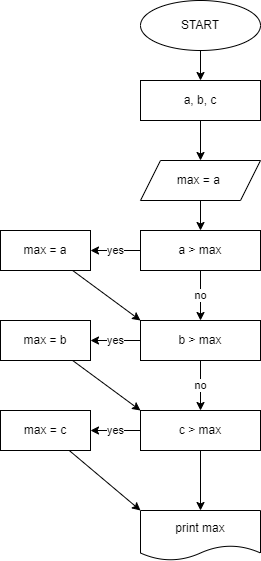 START
a, b, c
max = a
max = a
yes
a > max
no
max = b
yes
b > max
no
max = c
yes
c > max
print max